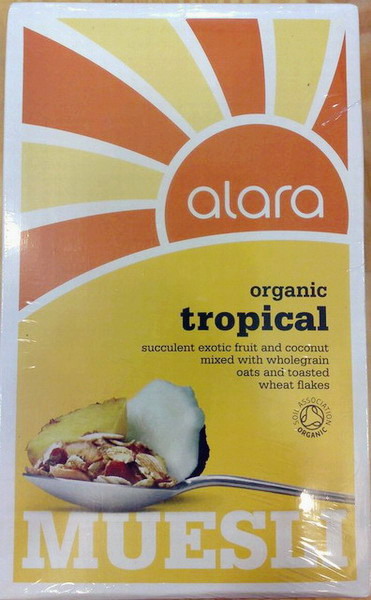 alara
organic
tropical
succulent exotic fruit and coconut
mixed with wholegrain
oats and toasted
wheat flakes
SOIL ASSOCIATION
ORGANIC
MUESLI